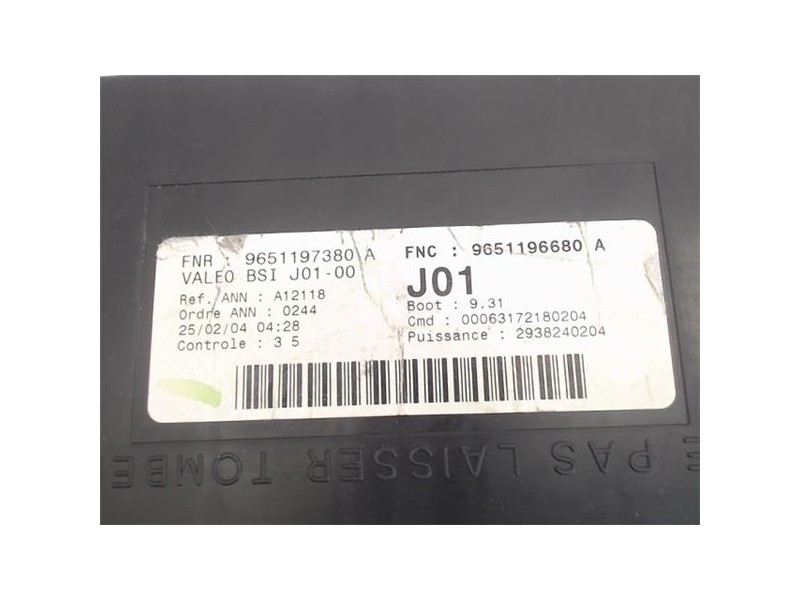 FNR : 9651197380 A
VALEO BSI J01-00
Ref. ANN : A12118
Ordre ANN : 0244
25/02/04 04:28
Controle : 3 5
FNC : 9651196680 A
J01
Boot : 9.31
Cmd : 00063172180204
Puissance : 2938240204
PAS LAISSER TOMBE